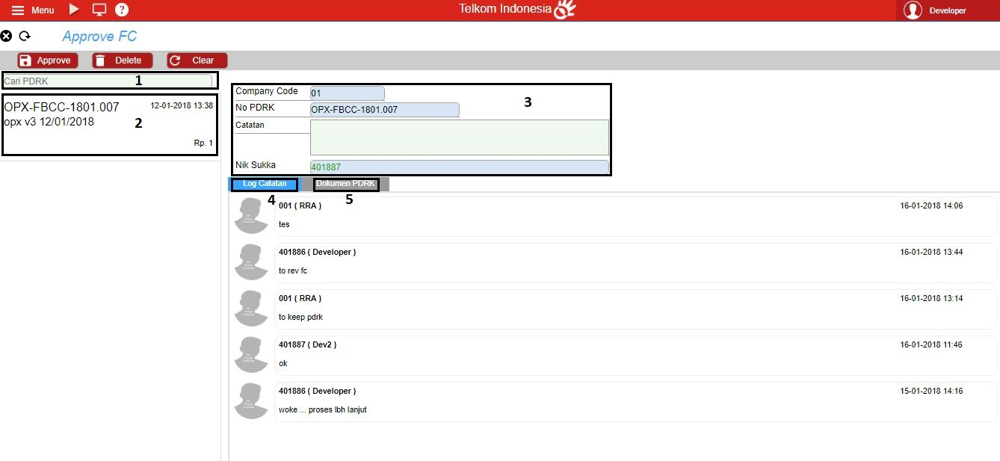 Menu
Telkom Indonesia
Developer
Approve FC
Approve Delete Clear
Cari PDRK 1
OPX-FBCC-1801.007 12-01-2018 13:38
opx v3 12/01/2018 2
Rp. 1
Company Code 01
No PDRK OPX-FBCC-1801.007 3
Catatan
Nik Sukka 401887
Log Catatan Dokumen PDRK
4 5
001 ( RRA ) 16-01-2018 14:06
tes
401886 ( Developer ) 16-01-2018 13:44
to rev fc
001 ( RRA ) 16-01-2018 13:14
to keep pdrk
401887 ( Dev2 ) 16-01-2018 11:46
ok
401886 ( Developer ) 15-01-2018 14:16
woke ... proses lbh lanjut